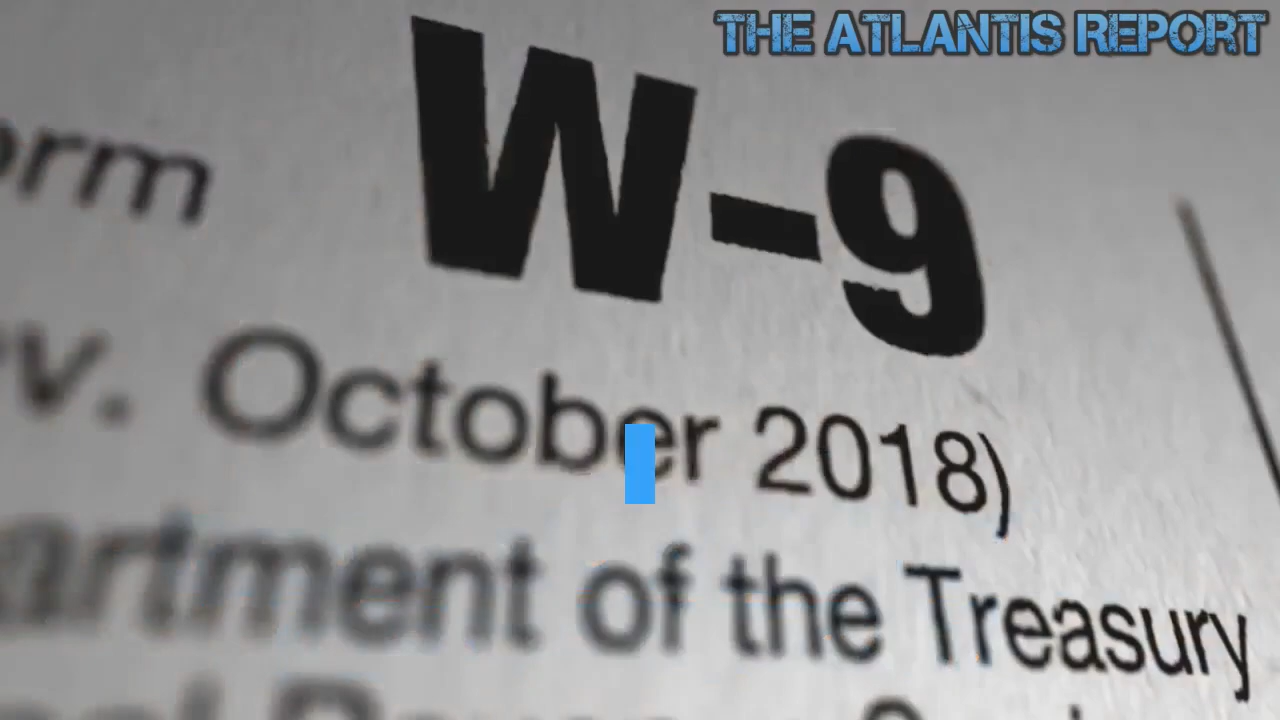 THE ATLANTIS REPORT
orm W-9
v. October 2018)
artment of the Treasury